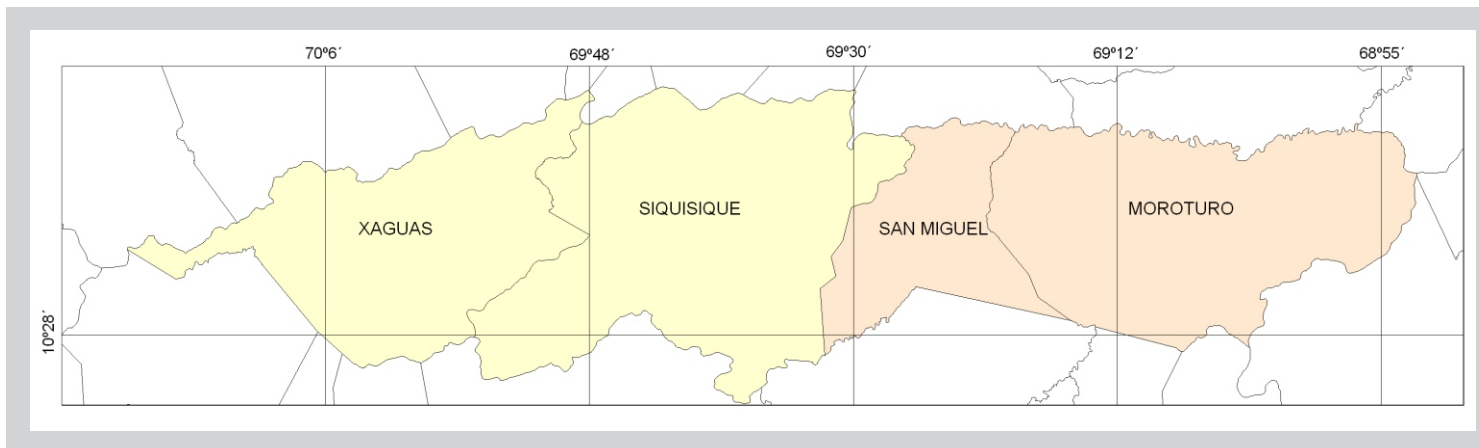 70º6´
69º48´
69º30´
69º12´
68º55´
XAGUAS
SIQUISIQUE
SAN MIGUEL
MOROTURO
10º28´